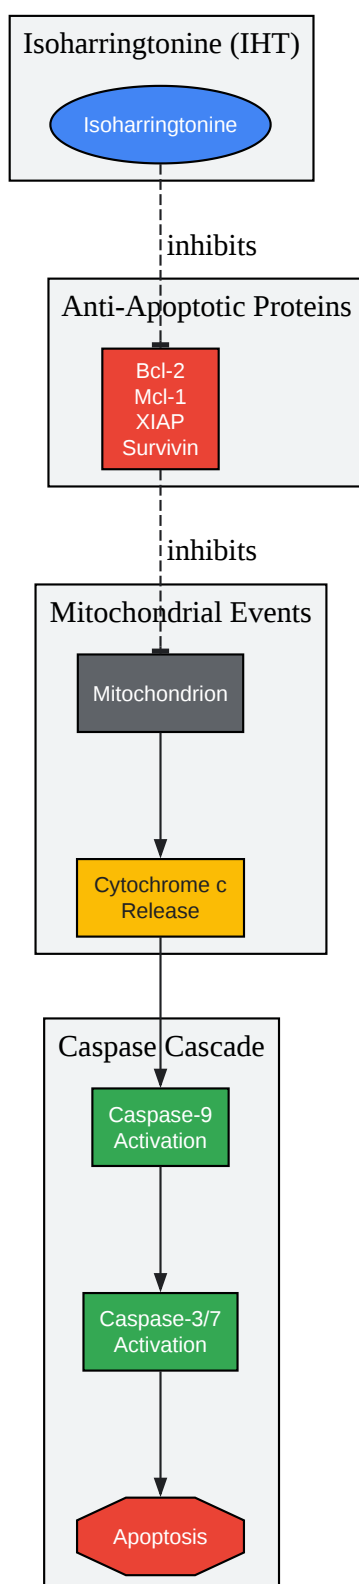 Isoharringtonine (IHT)
Isoharringtonine
inhibits
Anti-Apoptotic Proteins
Bcl-2
Mcl-1
XIAP
Survivin
inhibits
Mitochondrial Events
Mitochondrion
Cytochrome c
Release
Caspase Cascade
Caspase-9
Activation
Caspase-3/7
Activation
Apoptosis